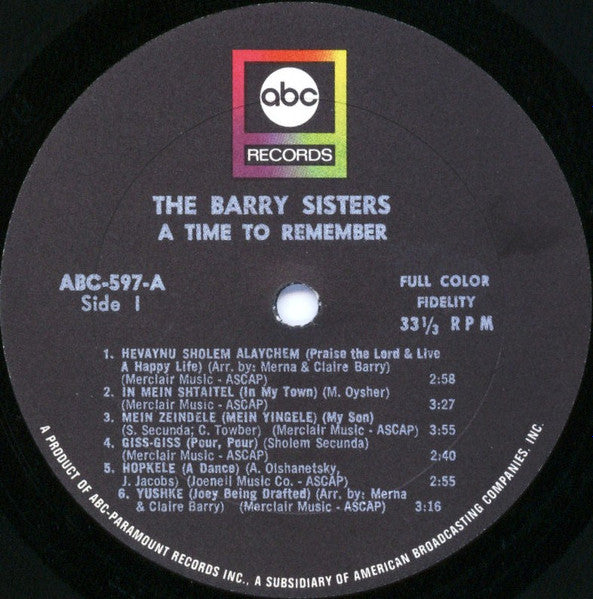 abc
RECORDS
THE BARRY SISTERS
A TIME TO REMEMBER
ABC-597-A
Side 1
FULL COLOR
FIDELITY
33⅓ RPM
1. HEVAYNU SHOLEM ALAYCHEM (Praise the Lord & Live
A Happy Life) (Arr. by: Merna & Claire Barry)
(Merclair Music - ASCAP) 2:58
2. IN MEIN SHTAITEL (In My Town) (M. Oysher)
(Merclair Music - ASCAP) 3:27
3. MEIN ZEINDELE (MEIN YINGELE) (My Son)
(S. Secunda; C. Towber) (Merclair Music - ASCAP) 3:55
4. GISS-GISS (Pour, Pour) (Sholem Secunda)
(Merclair Music - ASCAP) 2:40
5. HOPKELE (A Dance) (A. Olshanetsky,
J. Jacobs) (Joeneil Music Co. - ASCAP) 2:55
6. YUSHKE (Joey Being Drafted) (Arr. by: Merna
& Claire Barry) (Merclair Music - ASCAP) 3:16
A PRODUCT OF ABC-PARAMOUNT RECORDS INC., A SUBSIDIARY OF AMERICAN BROADCASTING COMPANIES, INC.